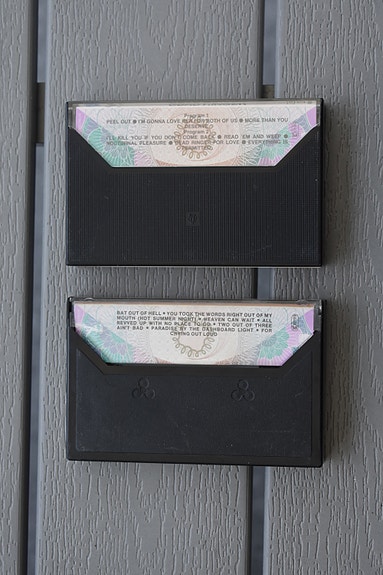 Program 1
PEEL OUT ● I'M GONNA LOVE HER FOR BOTH OF US ● MORE THAN YOU
DESERVE
Program 2
I'LL KILL YOU IF YOU DON'T COME BACK ● READ 'EM AND WEEP ●
NOCTURNAL PLEASURE ● DEAD RINGER FOR LOVE ● EVERYTHING IS
PERMITTED
BAT OUT OF HELL ● YOU TOOK THE WORDS RIGHT OUT OF MY
MOUTH (HOT SUMMER NIGHT) ● HEAVEN CAN WAIT ● ALL
REVVED UP WITH NO PLACE TO GO ● TWO OUT OF THREE
AIN'T BAD ● PARADISE BY THE DASHBOARD LIGHT ● FOR
CRYING OUT LOUD